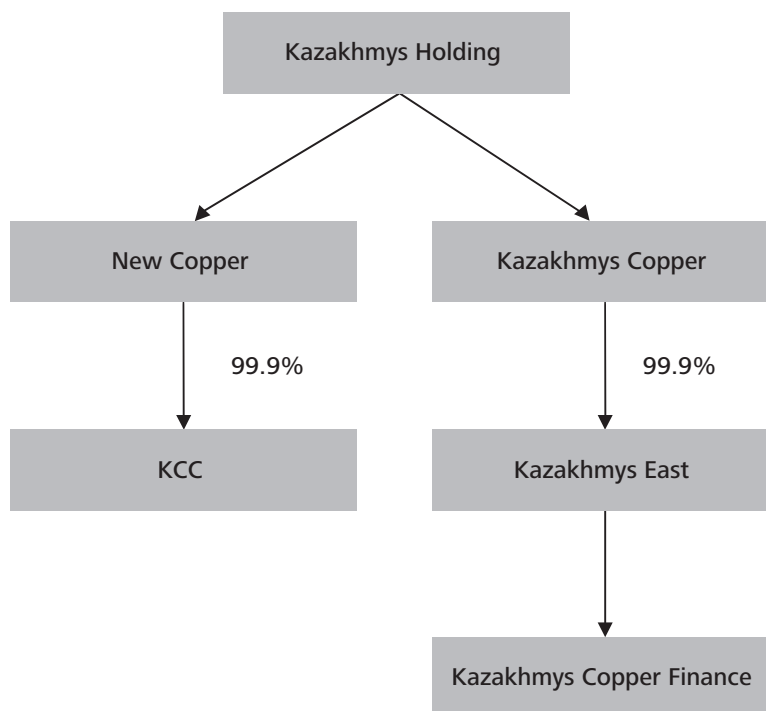 Kazakhmys Holding
New Copper
Kazakhmys Copper
99.9%
99.9%
KCC
Kazakhmys East
Kazakhmys Copper Finance